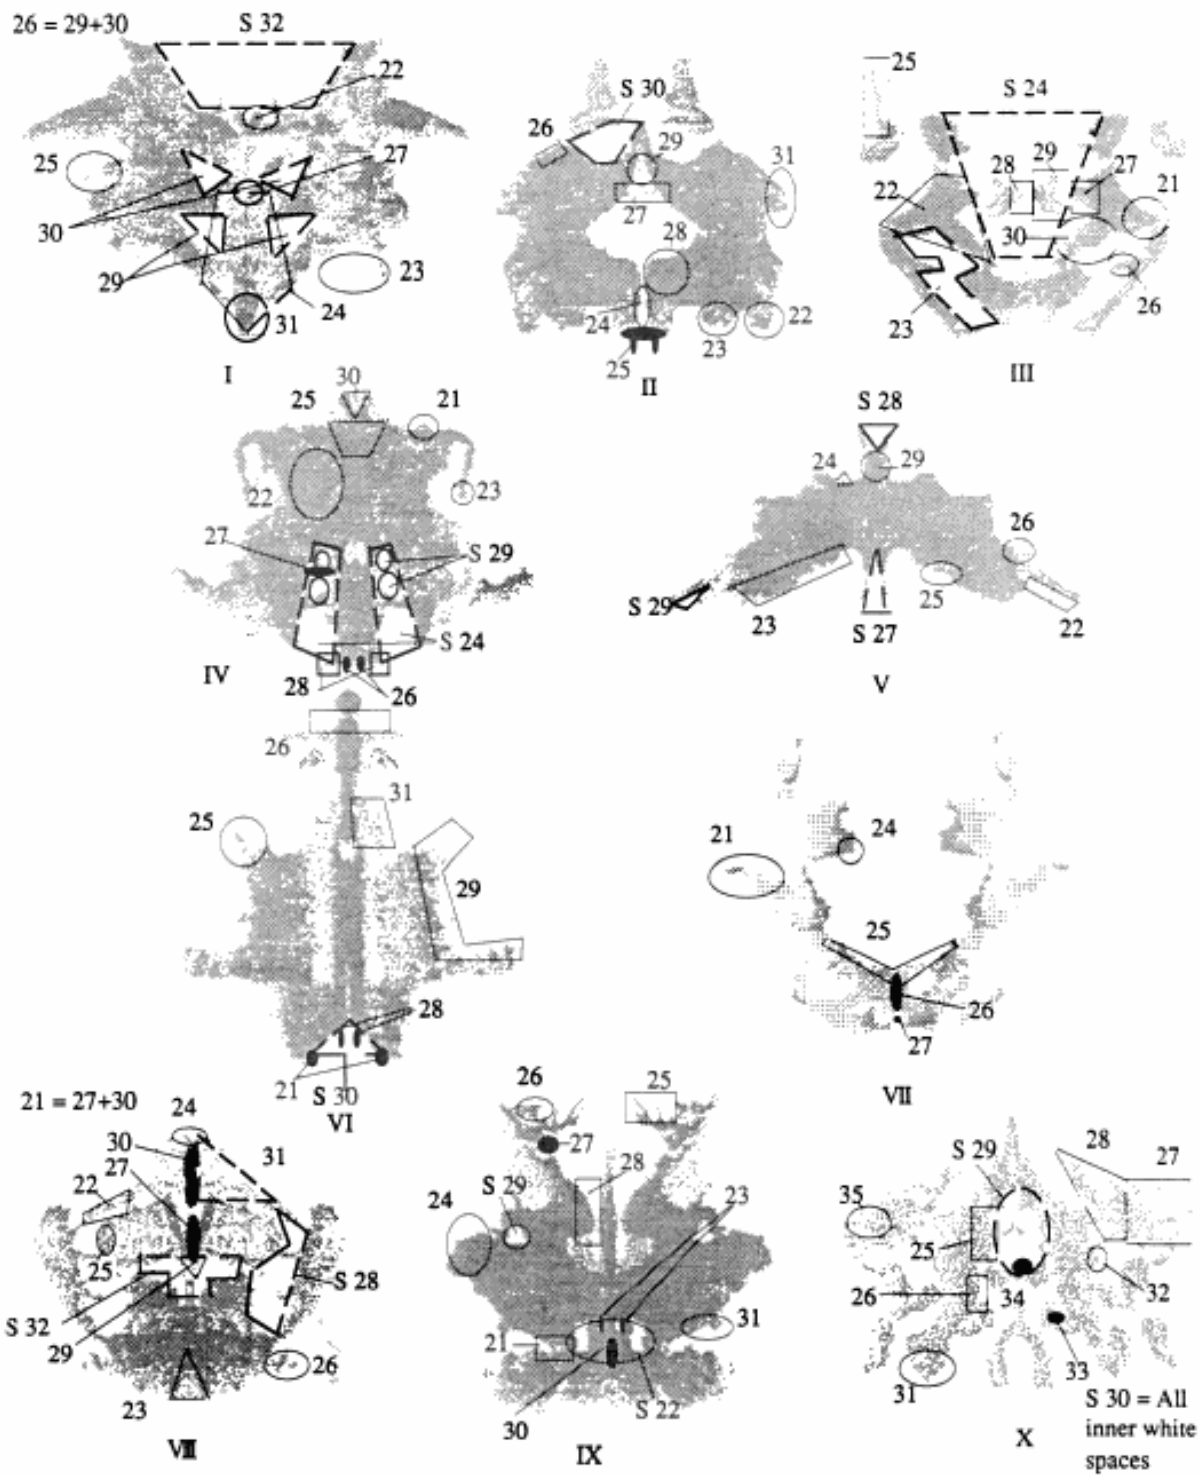 26 = 29+30
S 32
22
25
27
30
29
23
24
31
I
S 30
26
29
31
27
28
24
22
23
25
II
25
S 24
28
29
27
21
22
30
23
26
III
30
25
21
22
23
27
S 29
S 24
28
26
IV
S 28
24
29
26
S 29
23
25
22
S 27
V
26
31
25
29
28
21
S 30
VI
21
24
25
26
27
VII
21 = 27+30
24
30
31
27
22
25
S 28
S 32
29
26
23
VIII
26
25
27
28
24
S 29
23
31
21
30
S 22
IX
S 29
28
27
35
25
26
34
32
31
33
X
S 30 = All
inner white
spaces